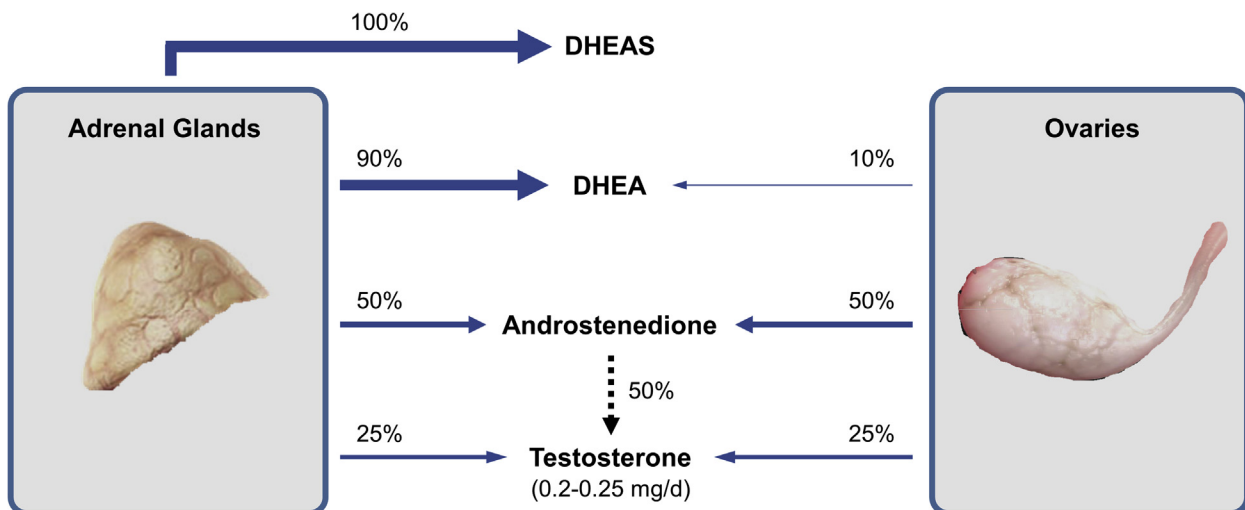 100%
DHEAS
Adrenal Glands
Ovaries
90%
DHEA
10%
50%
Androstenedione
50%
50%
25%
Testosterone
25%
(0.2-0.25 mg/d)